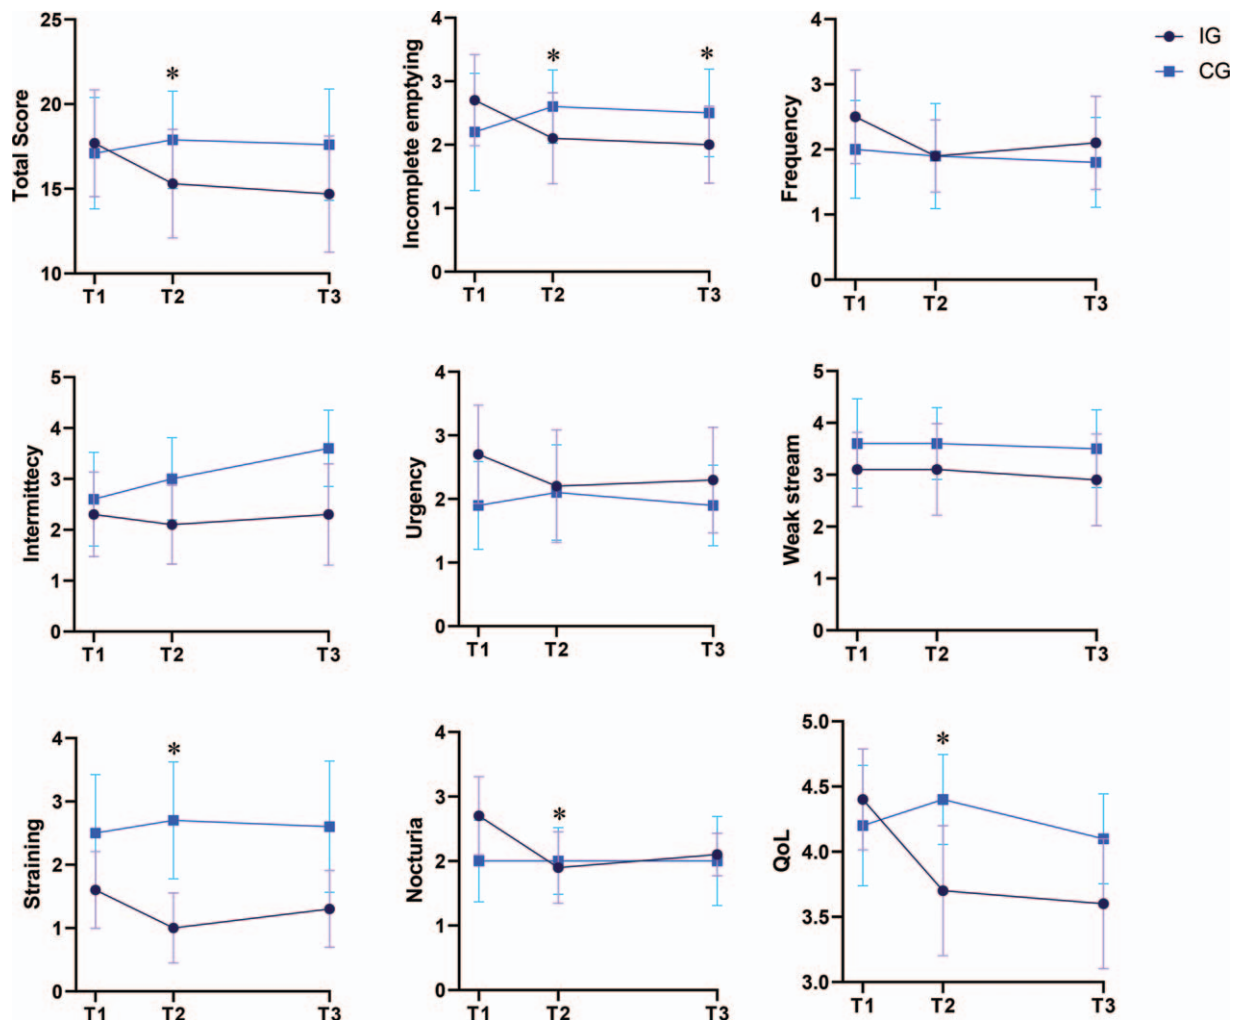 25
20
15
10
Total Score
*
T1 T2 T3
4
3
2
1
0
Incomplete emptying
* *
T1 T2 T3
4
3
2
1
0
Frequency
T1 T2 T3
IG
CG
5
4
3
2
1
0
Intermittecy
T1 T2 T3
4
3
2
1
0
Urgency
T1 T2 T3
5
4
3
2
1
0
Weak stream
T1 T2 T3
4
3
2
1
0
Straining
*
T1 T2 T3
4
3
2
1
0
Nocturia
*
T1 T2 T3
5.0
4.5
4.0
3.5
3.0
QoL
*
T1 T2 T3